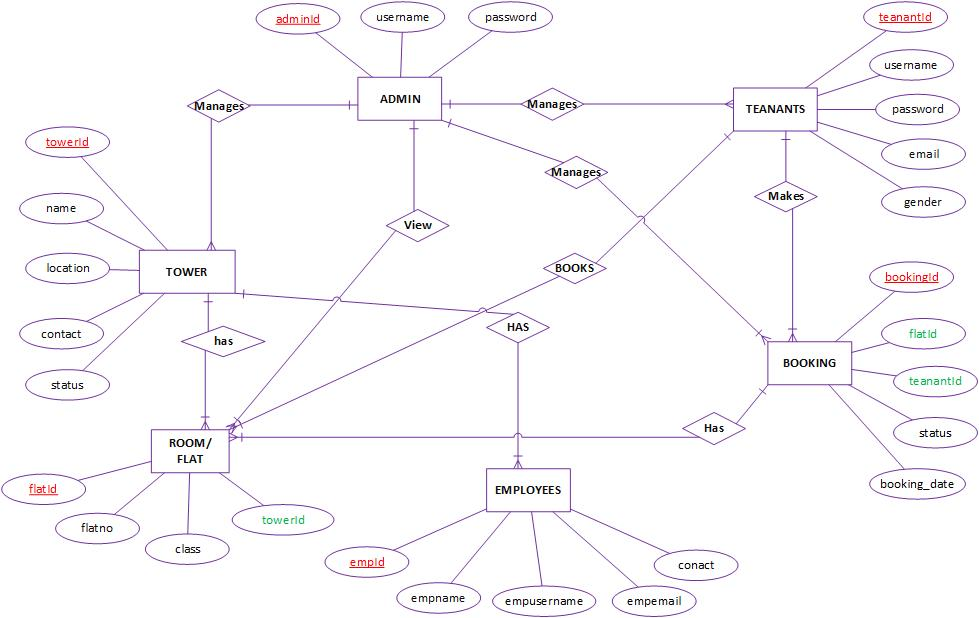 adminId
username
password
teanantId
ADMIN
Manages
Manages
TEANANTS
username
password
email
gender
towerId
name
location
contact
status
TOWER
Manages
View
Makes
BOOKS
bookingId
flatId
teanantId
status
booking_date
BOOKING
has
HAS
Has
ROOM/
FLAT
flatId
flatno
class
towerId
EMPLOYEES
empId
empname
empusername
empemail
conact